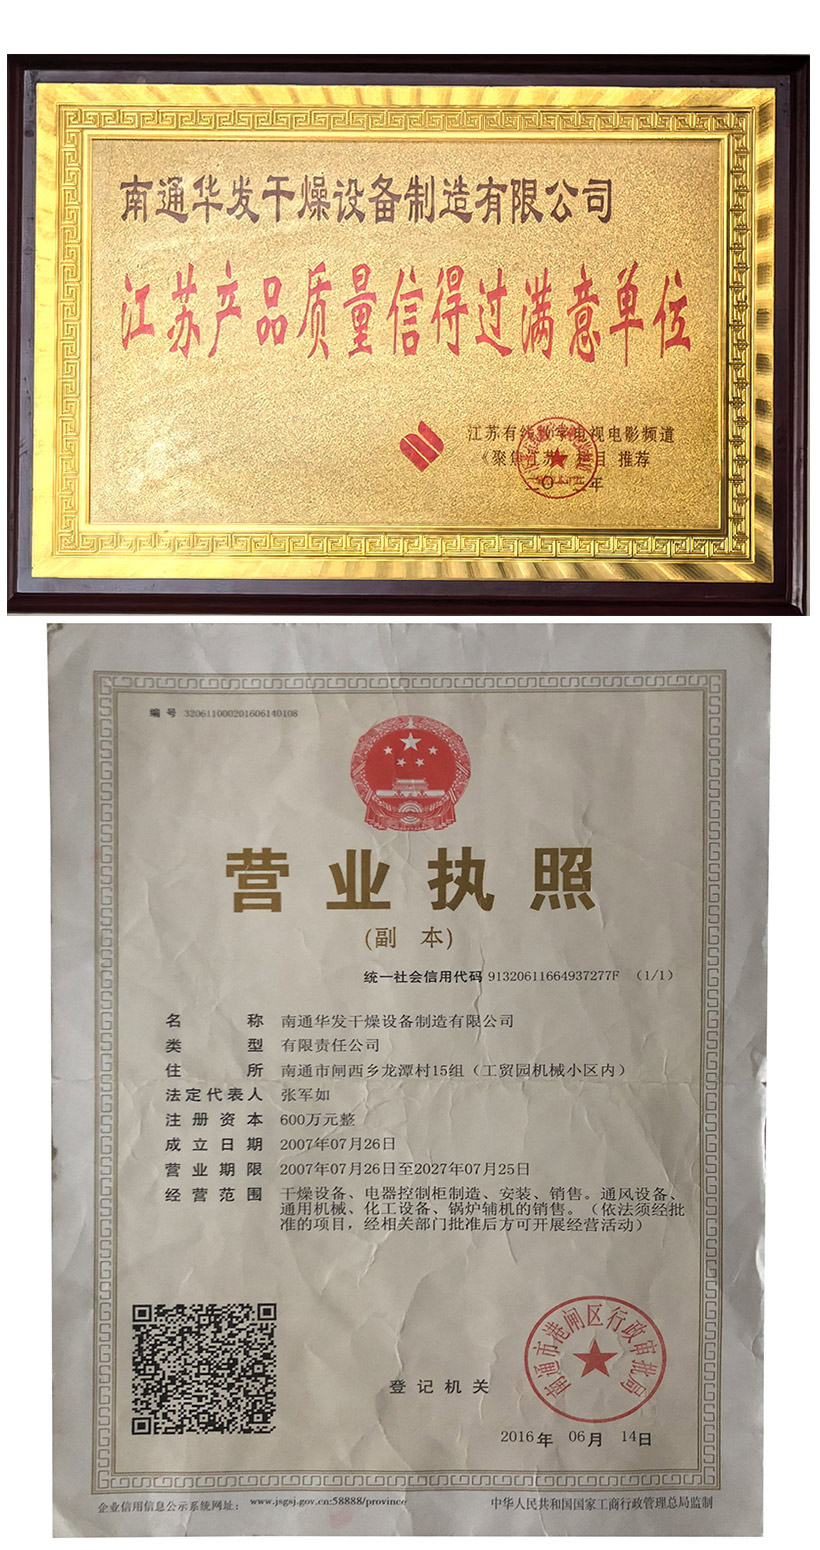 南通华发干燥设备制造有限公司
江苏产品质量信得过满意单位
江苏有线数字电视电影频道
《聚焦江苏》栏目 推荐
二〇一二年
编 号 320611000201606140108
营业执照
(副 本)
统一社会信用代码 91320611664937277F (1/1)
名 称 南通华发干燥设备制造有限公司
类 型 有限责任公司
住 所 南通市闸西乡龙潭村15组(工贸园机械小区内)
法定代表人 张军如
注册资本 600万元整
成立日期 2007年07月26日
营业期限 2007年07月26日至2027年07月25日
经营范围 干燥设备、电器控制柜制造、安装、销售。通风设备、
通用机械、化工设备、锅炉辅机的销售。(依法须经批
准的项目,经相关部门批准后方可开展经营活动)
南通市港闸区行政审批局
登记机关
2016年 06月 14日
企业信用信息公示系统网址: www.jsgsj.gov.cn:58888/province
中华人民共和国国家工商行政管理总局监制